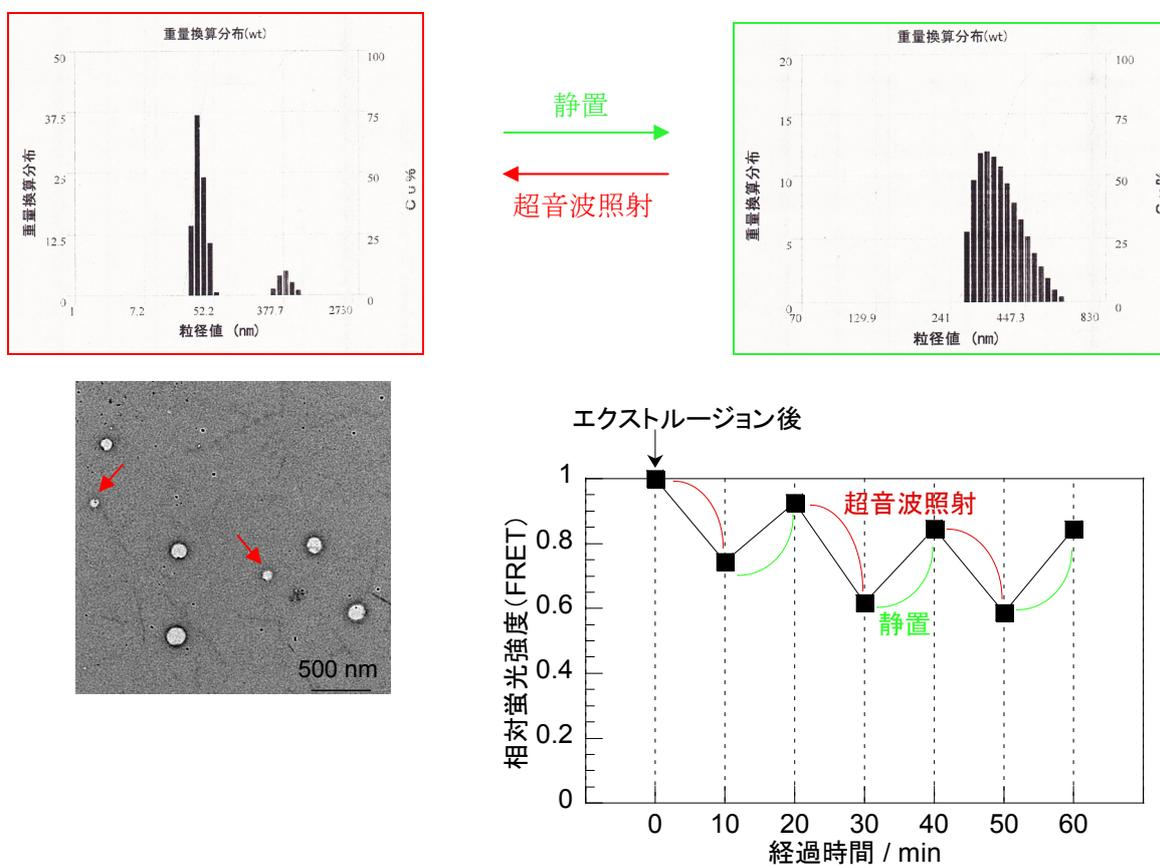 重量換算分布(wt)
50
37.5
25
12.5
0
100
75
50
25
0
重量換算分布
Cu%
1
7.2
52.2
377.7
2730
粒径値 (nm)
静置
超音波照射
重量換算分布(wt)
20
15
10
5
0
100
75
50
25
0
重量換算分布
70
129.9
241
447.3
830
粒径値 (nm)
500 nm
エクストルージョン後
1
0.8
0.6
0.4
0.2
0
相対蛍光強度(FRET)
超音波照射
静置
0
10
20
30
40
50
60
経過時間 / min